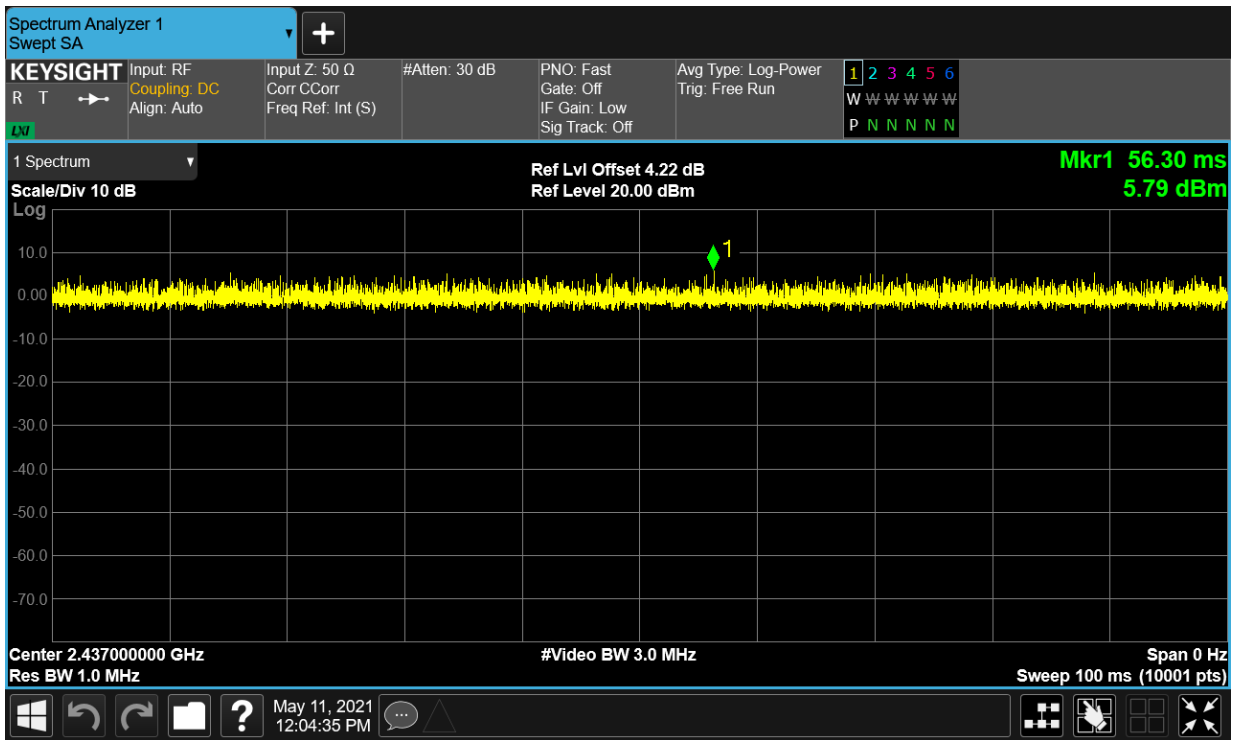 Spectrum Analyzer 1
Swept SA
KEYSIGHT
R T
LXI
Input: RF
Coupling: DC
Align: Auto
Input Z: 50 Ω
Corr CCorr
Freq Ref: Int (S)
#Atten: 30 dB
PNO: Fast
Gate: Off
IF Gain: Low
Sig Track: Off
Avg Type: Log-Power
Trig: Free Run
1 2 3 4 5 6
W W W W W W
P N N N N N
1 Spectrum
Scale/Div 10 dB
Log
Ref Lvl Offset 4.22 dB
Ref Level 20.00 dBm
Mkr1 56.30 ms
5.79 dBm
1
10.0
0.00
-10.0
-20.0
-30.0
-40.0
-50.0
-60.0
-70.0
Center 2.437000000 GHz
Res BW 1.0 MHz
#Video BW 3.0 MHz
Span 0 Hz
Sweep 100 ms (10001 pts)
?
May 11, 2021
12:04:35 PM